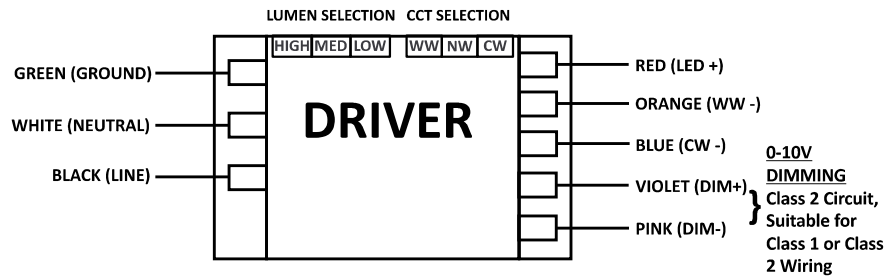 LUMEN SELECTION CCT SELECTION
HIGH MED LOW WW NW CW
GREEN (GROUND)
WHITE (NEUTRAL)
BLACK (LINE)
DRIVER
RED (LED +)
ORANGE (WW -)
BLUE (CW -)
VIOLET (DIM+)
PINK (DIM-)
0-10V
DIMMING
Class 2 Circuit,
Suitable for
Class 1 or Class
2 Wiring